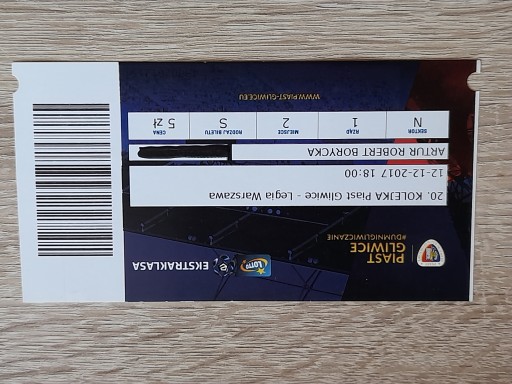 PIAST
GLIWICE
#DUMNIGLIWICZANIE
LOTTO
EKSTRAKLASA
20. KOLEJKA Piast Gliwice - Legia Warszawa
12-12-2017 18:00
ARTUR ROBERT BORYCKA
SEKTOR
N
RZĄD
1
MIEJSCE
2
RODZAJ BILETU
S
CENA
5 zł
WWW.PIAST-GLIWICE.EU